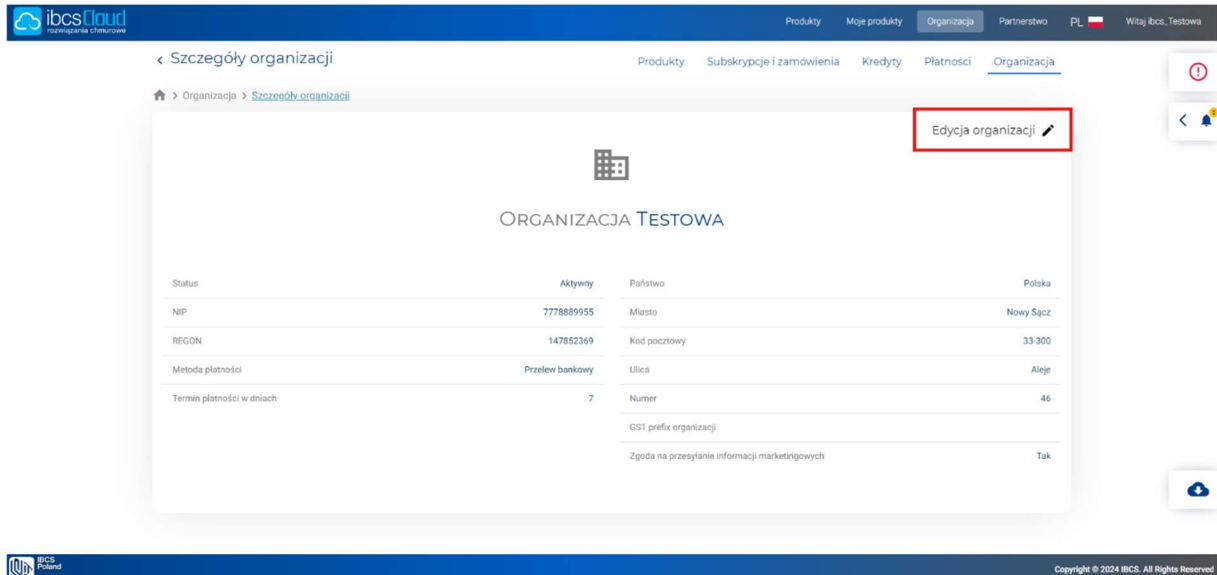 ibcsCloud
rozwiązania chmurowe
Produkty Moje produkty Organizacja Partnerstwo PL Witaj ibcs_Testowa
Szczegóły organizacji
Produkty Subskrypcje i zamówienia Kredyty Płatności Organizacja
Organizacja > Szczegóły organizacji
Edycja organizacji
Organizacja Testowa
Status Aktywny
NIP 7778889955
REGON 147852369
Metoda płatności Przelew bankowy
Termin płatności w dniach 7
Państwo Polska
Miasto Nowy Sącz
Kod pocztowy 33-300
Ulica Aleje
Numer 46
GS1 prefix organizacji
Zgoda na przesyłanie informacji marketingowych Tak
IBCS
Poland
Copyright © 2024 IBCS. All Rights Reserved